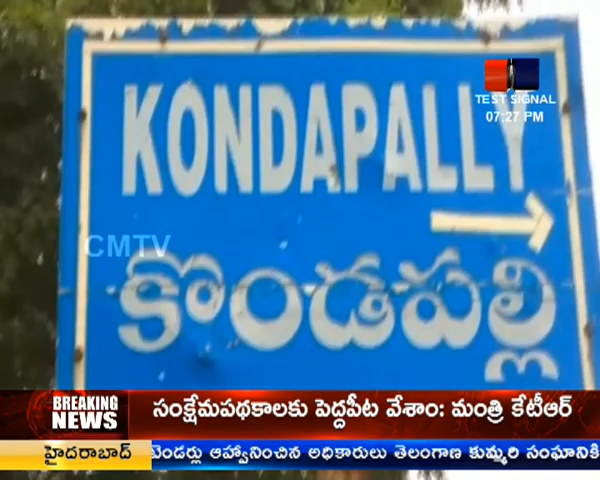 TEST SIGNAL
07:27 PM
KONDAPALLY
CMTV
కొండపల్లి
BREAKING
NEWS
సంక్షేమపథకాలకు పెద్దపీట వేశాం: మంత్రి కేటీఆర్
హైదరాబాద్
ట్రెండర్లు ఆహ్వానించిన అధికారులు తెలంగాణ కుమ్మరి సంఘానికి